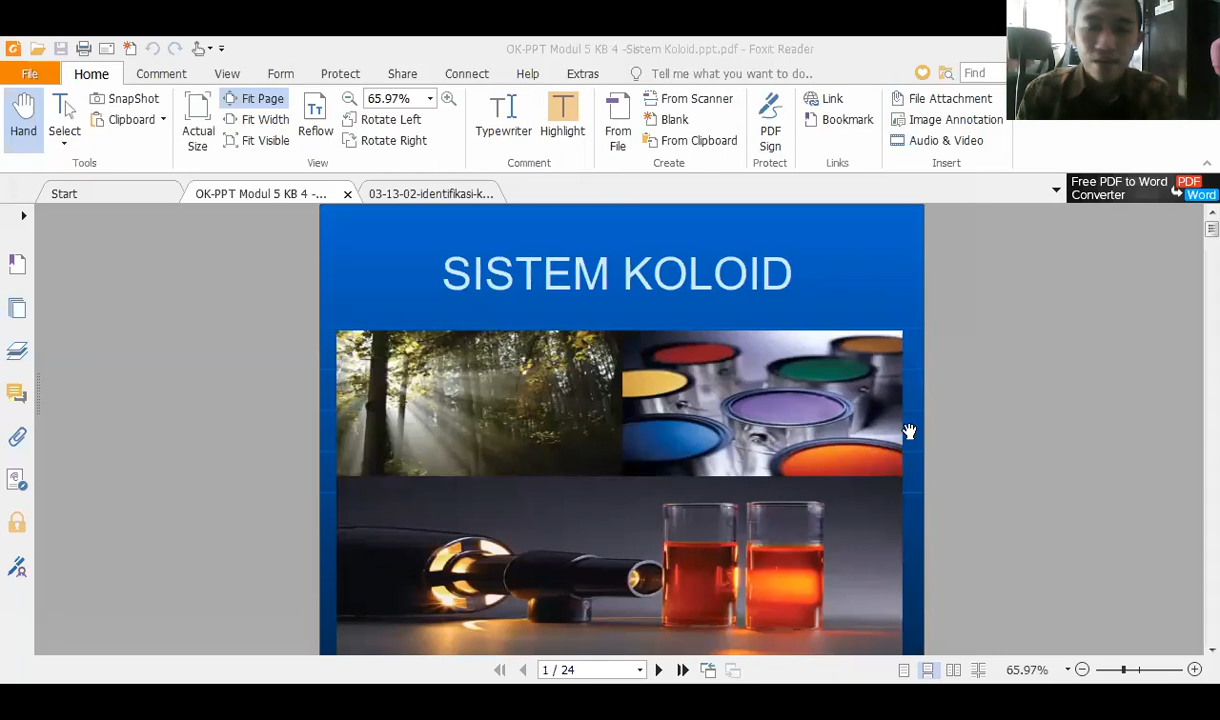 OK-PPT Modul 5 KB 4 -Sistem Koloid.ppt.pdf - Foxit Reader
File Home Comment View Form Protect Share Connect Help Extras Tell me what you want to do.. Find
Hand
Select
SnapShot
Clipboard
Tools
Actual Size
Fit Page
Fit Width
Fit Visible
Reflow
65.97%
Rotate Left
Rotate Right
View
Typewriter
Highlight
Comment
From File
From Scanner
Blank
From Clipboard
Create
PDF Sign
Protect
Link
Bookmark
Links
File Attachment
Image Annotation
Audio & Video
Insert
Start
OK-PPT Modul 5 KB 4 -...
03-13-02-identifikasi-k...
Free PDF to Word
Converter
PDF
Word
SISTEM KOLOID
1 / 24
65.97%